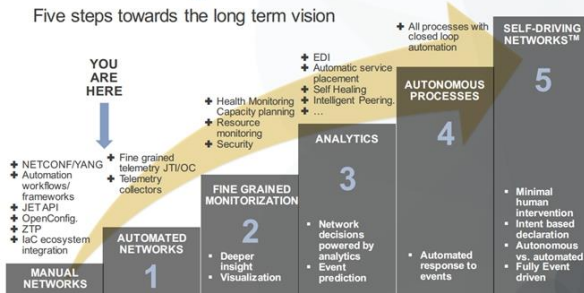 Five steps towards the long term vision
YOU
ARE
HERE
✚ NETCONF/YANG
✚ Automation
workflows/
frameworks
✚ JET API
✚ OpenConfig.
✚ ZTP
✚ IaC ecosystem
integration
MANUAL
NETWORKS
✚ Fine grained
telemetry JTI/OC
✚ Telemetry
collectors
AUTOMATED
NETWORKS
1
✚ Health Monitoring
Capacity planning
✚ Resource
monitoring
✚ Security
FINE GRAINED
MONITORIZATION
2
▪ Deeper
insight
▪ Visualization
✚ EDI
✚ Automatic service
placement
✚ Self Healing
✚ Intelligent Peering.
✚ ...
ANALYTICS
3
▪ Network
decisions
powered by
analytics
▪ Event
prediction
✚ All processes with
closed loop
automation
AUTONOMOUS
PROCESSES
4
▪ Automated
response to
events
SELF-DRIVING
NETWORKS™
5
▪ Minimal
human
intervention
▪ Intent based
declaration
▪ Autonomous
vs. automated
▪ Fully Event
driven